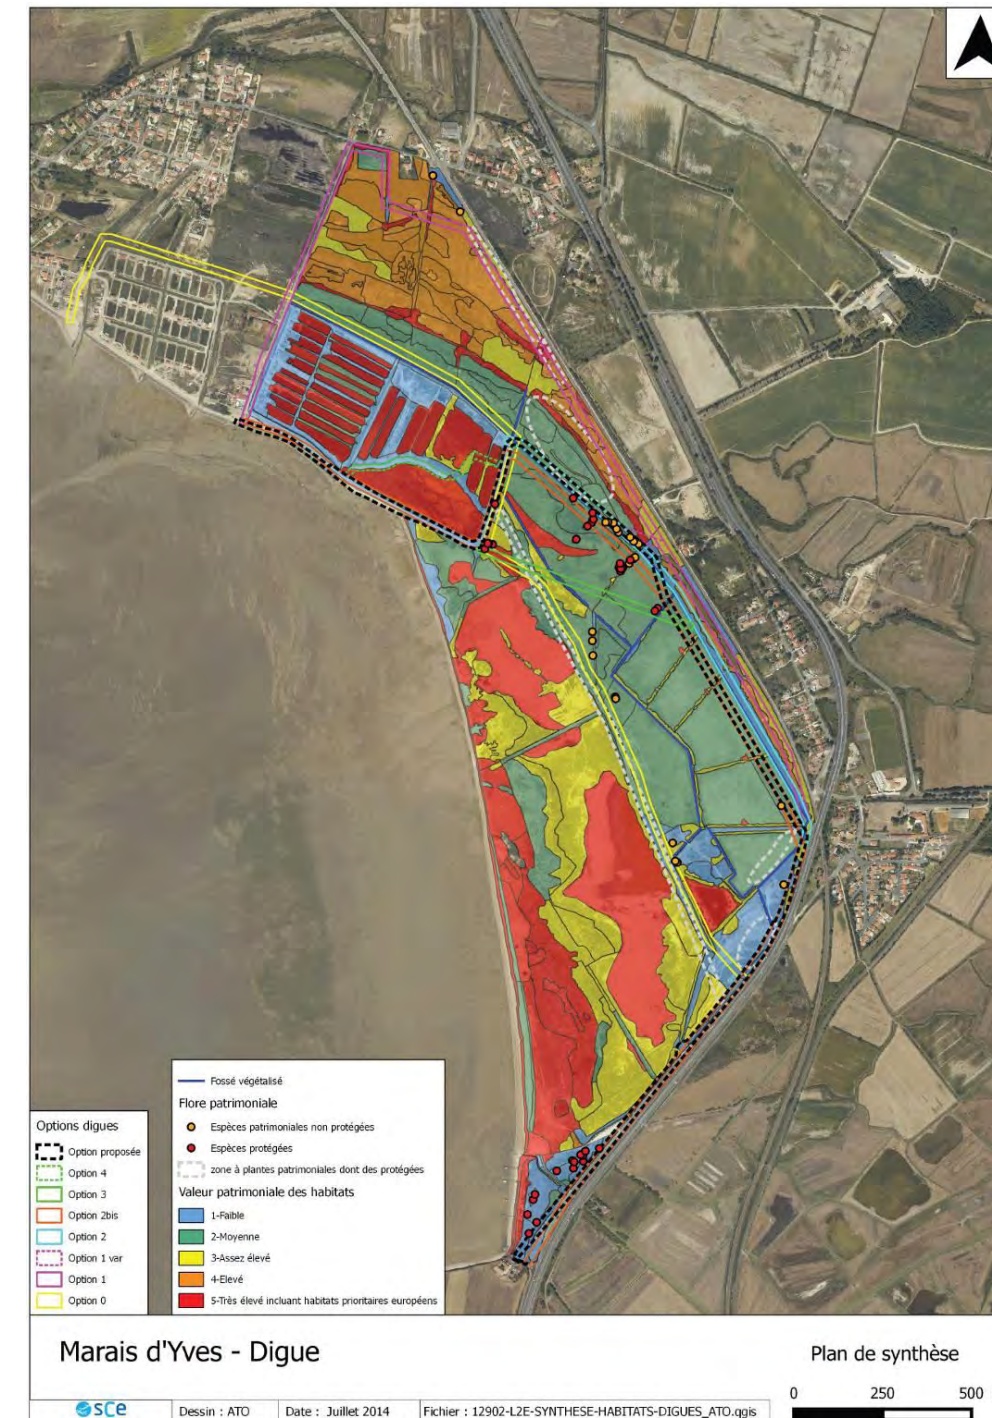 Fossé végétalisé
Flore patrimoniale
Espèces patrimoniales non protégées
Espèces protégées
zone à plantes patrimoniales dont des protégées
Valeur patrimoniale des habitats
1-Faible
2-Moyenne
3-Assez élevé
4-Elevé
5-Très élevé incluant habitats prioritaires européens
Options digues
Option proposée
Option 4
Option 3
Option 2bis
Option 2
Option 1 var
Option 1
Option 0
Marais d'Yves - Digue
Plan de synthèse
0 250 500
sce
Dessin : ATO
Date : Juillet 2014
Fichier : 12902-L2E-SYNTHESE-HABITATS-DIGUES_ATO.qgis